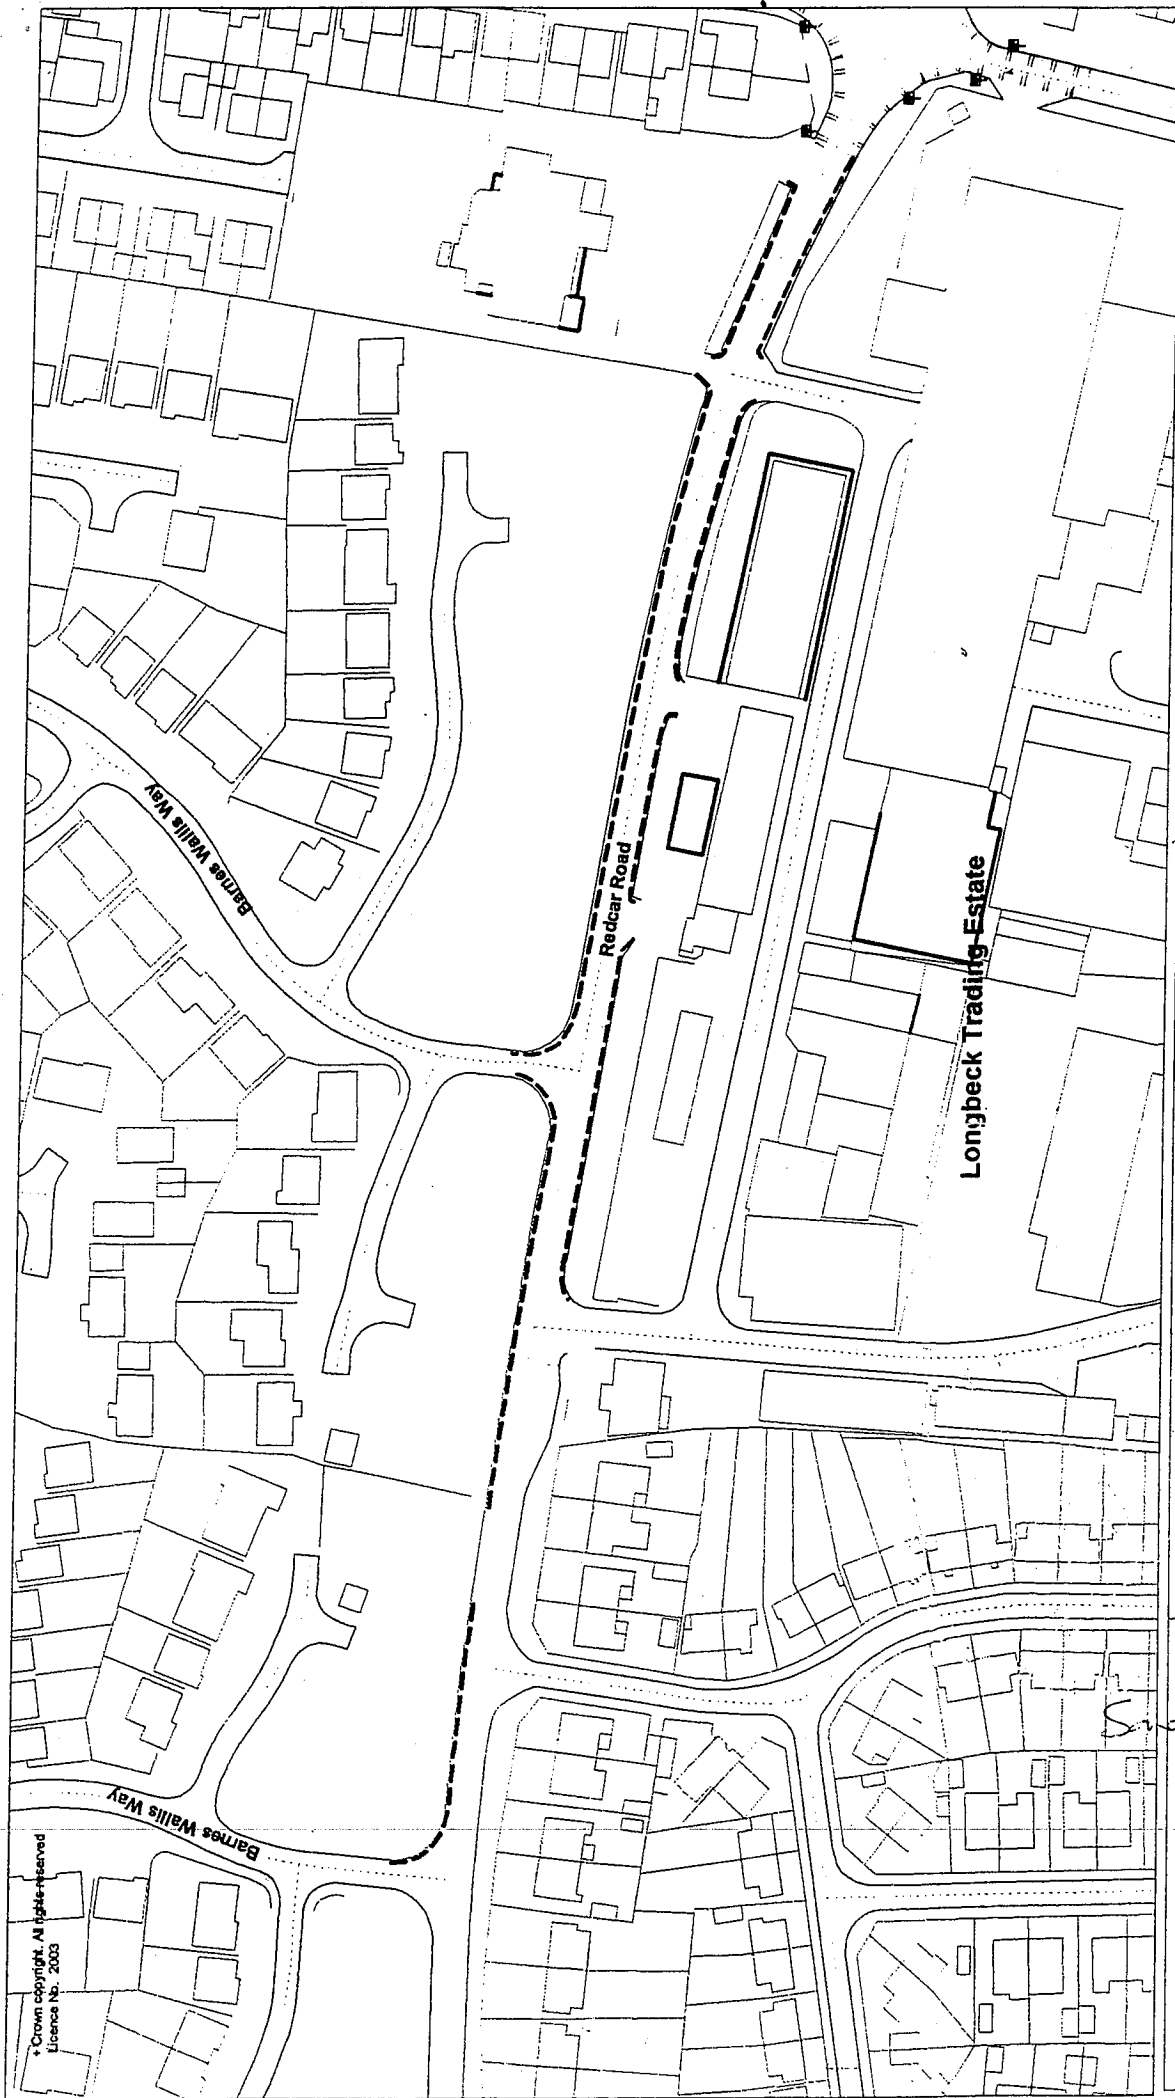 Barnes Wallis Way
Redcar Road
Longbeck Trading Estate
Barnes Wallis Way
+ Crown copyright. All rights reserved
Licence No. 2003